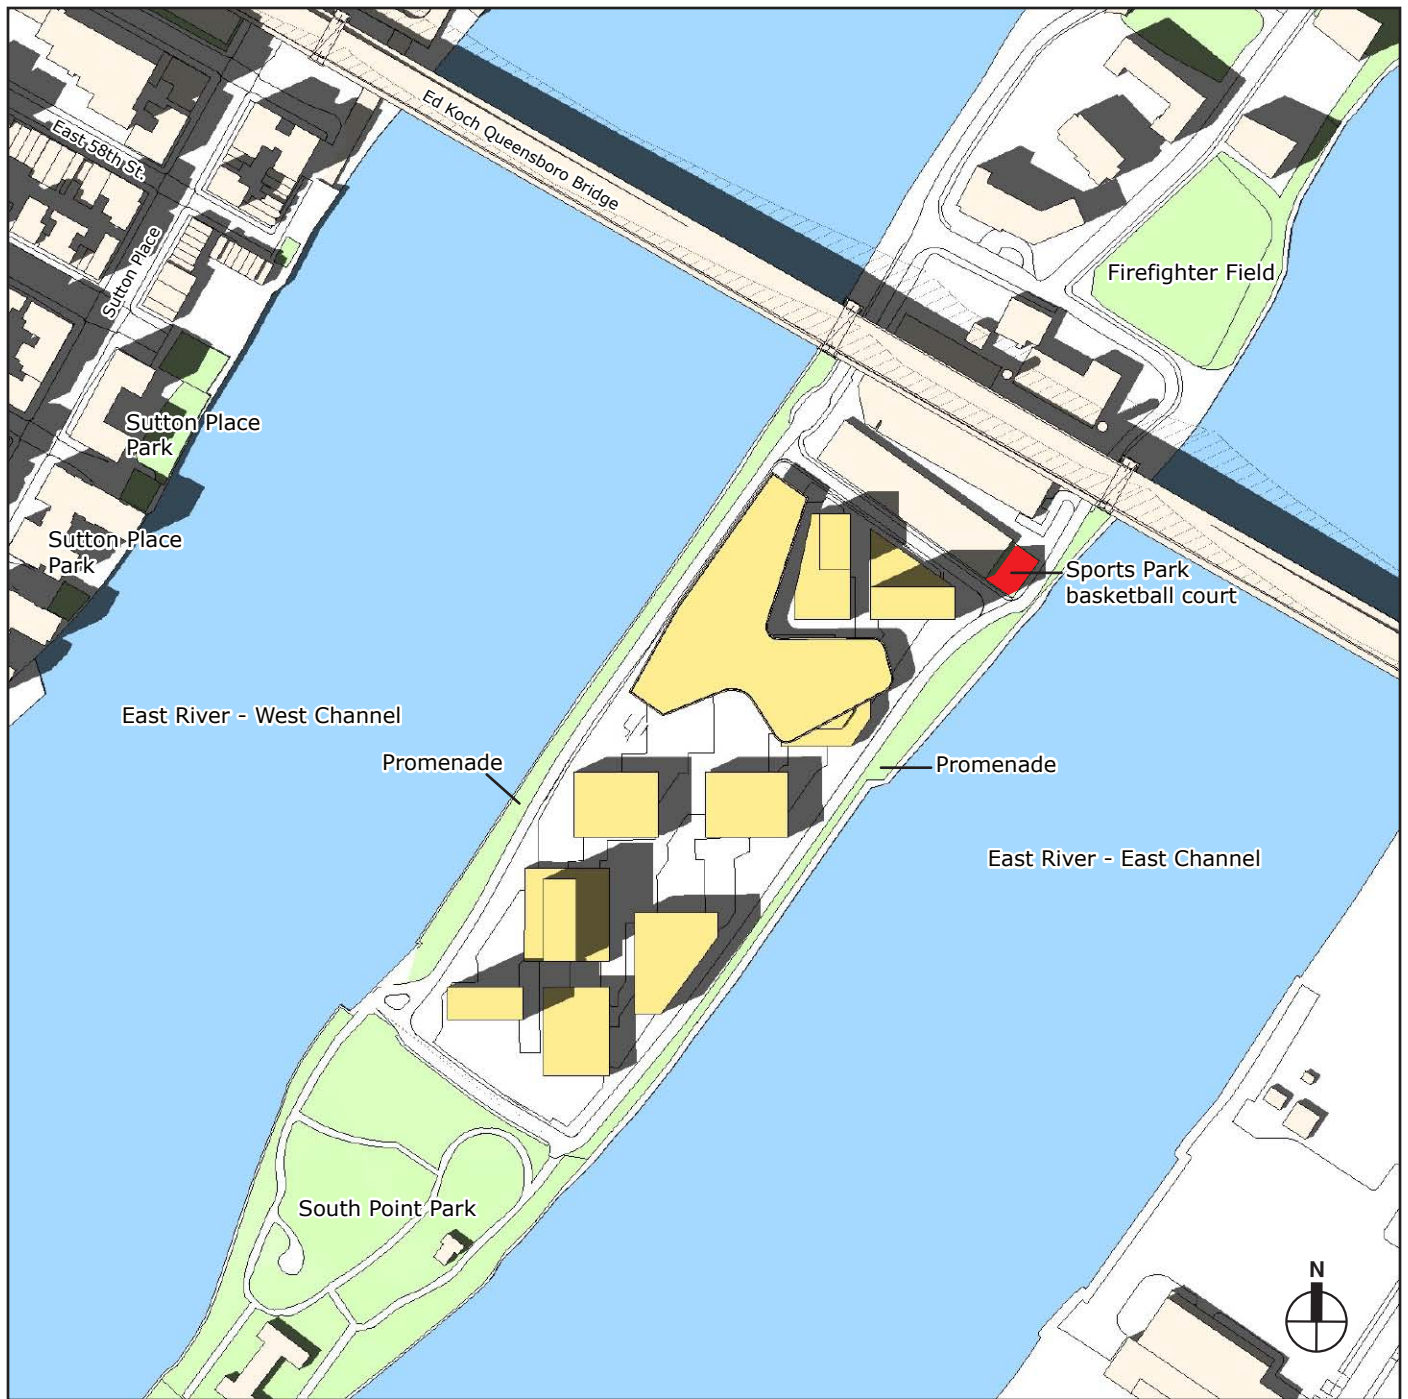 Ed Koch Queensboro Bridge
East 58th St.
Sutton Place
Firefighter Field
Sutton Place
Park
Sutton Place
Park
Sports Park
basketball court
East River - West Channel
Promenade
Promenade
East River - East Channel
South Point Park
N